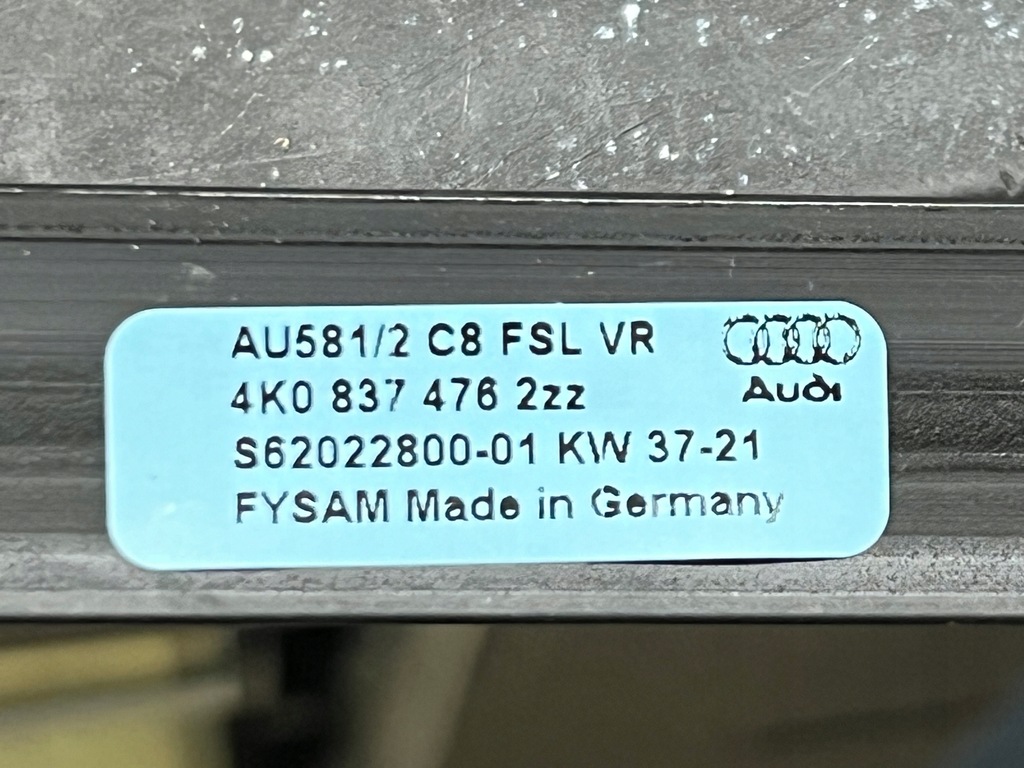 AU581/2 C8 FSL VR
Audi
4K0 837 476 2zz
S62022800-01 KW 37-21
FYSAM Made in Germany